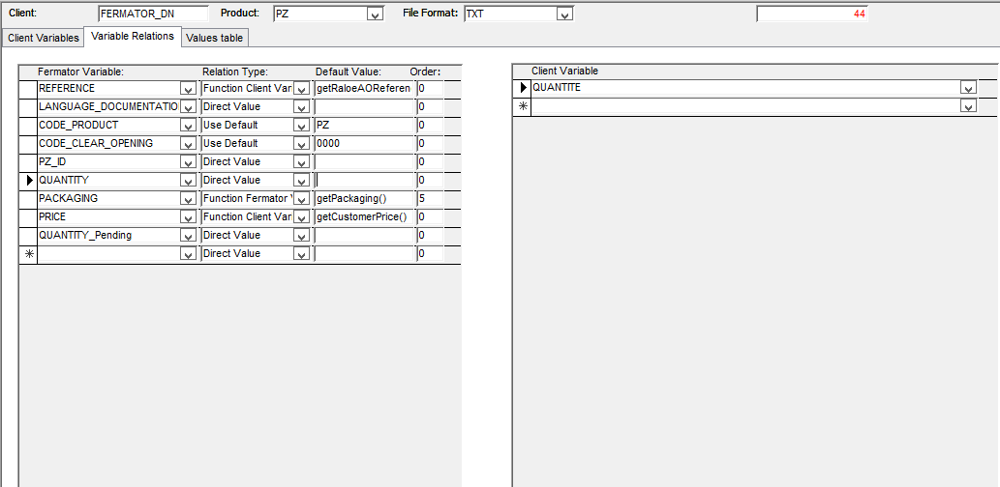 Client: FERMATOR_DN Product: PZ File Format: TXT 44
Client Variables Variable Relations Values table
Fermator Variable: Relation Type: Default Value: Order:
REFERENCE Function Client Var getRaloeAOReferen 0
LANGUAGE_DOCUMENTATIO Direct Value 0
CODE_PRODUCT Use Default PZ 0
CODE_CLEAR_OPENING Use Default 0000 0
PZ_ID Direct Value 0
QUANTITY Direct Value 0
PACKAGING Function Fermator V getPackaging() 5
PRICE Function Client Var getCustomerPrice() 0
QUANTITY_Pending Direct Value 0
Direct Value 0
Client Variable
QUANTITE